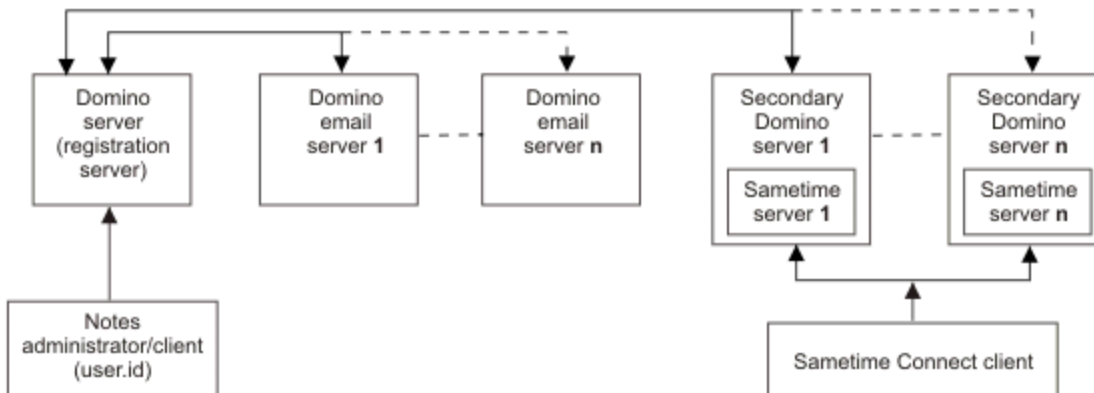 Domino
server
(registration
server)
Domino
email
server 1
Domino
email
server n
Secondary
Domino
server 1
Sametime
server 1
Secondary
Domino
server n
Sametime
server n
Notes
administrator/client
(user.id)
Sametime Connect client